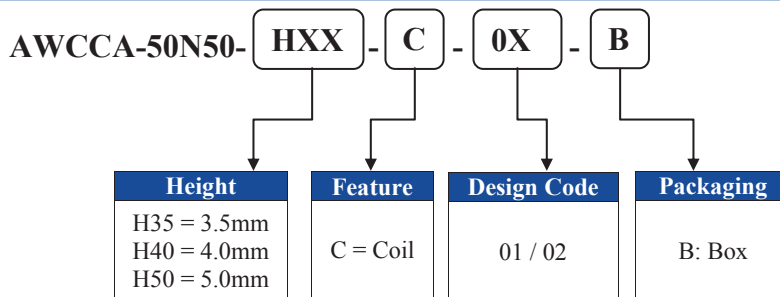 AWCCA-50N50- HXX - C - 0X - B
Height Feature Design Code Packaging
H35 = 3.5mm
H40 = 4.0mm C = Coil 01 / 02 B: Box
H50 = 5.0mm